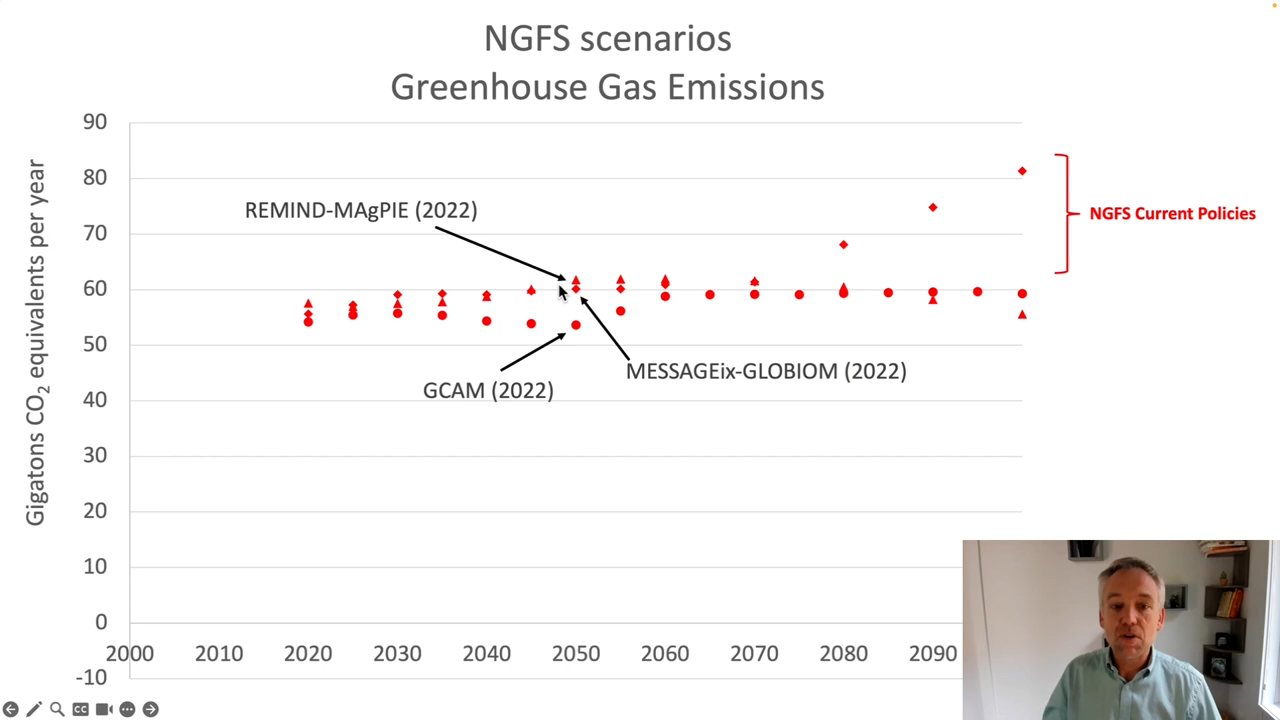 NGFS scenarios
Greenhouse Gas Emissions
Gigatons CO₂ equivalents per year
90
80
70
60
50
40
30
20
10
0
-10
2000 2010 2020 2030 2040 2050 2060 2070 2080 2090
REMIND-MAgPIE (2022)
NGFS Current Policies
MESSAGEix-GLOBIOM (2022)
GCAM (2022)
CC